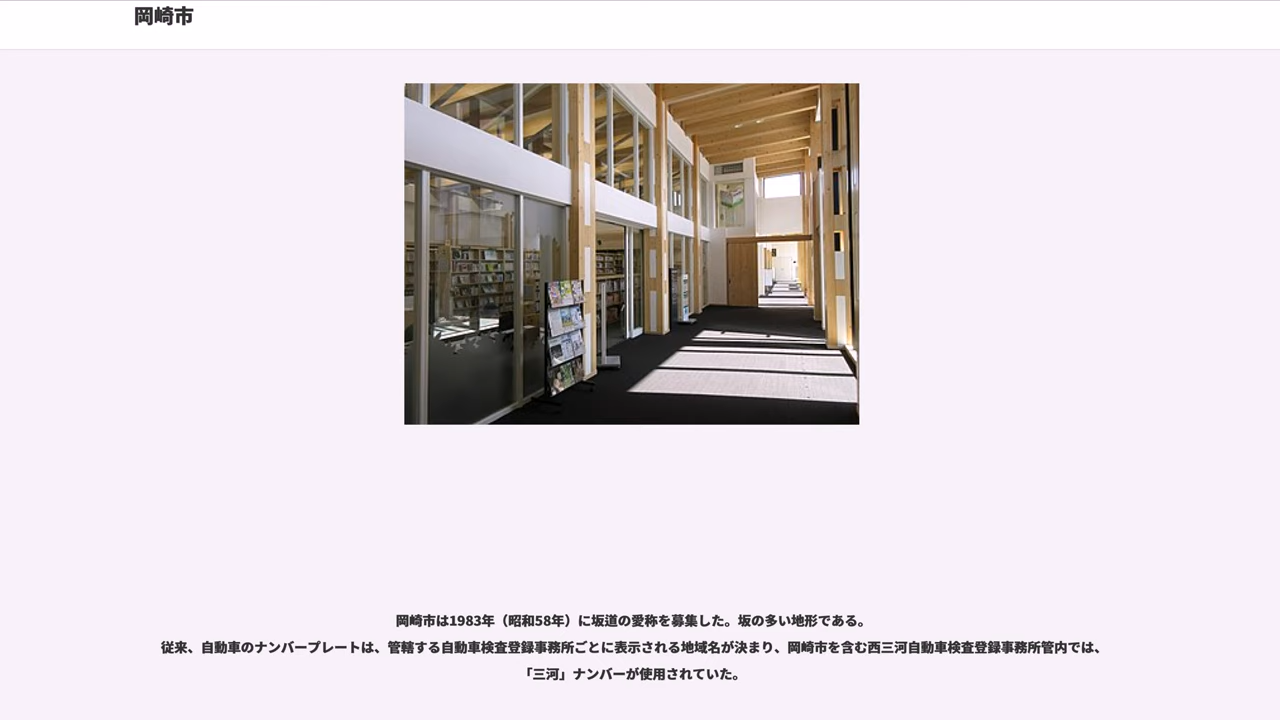 岡崎市
岡崎市は1983年（昭和58年）に坂道の愛称を募集した。坂の多い地形である。
従来、自動車のナンバープレートは、管轄する自動車検査登録事務所ごとに表示される地域名が決まり、岡崎市を含む西三河自動車検査登録事務所管内では、
「三河」ナンバーが使用されていた。